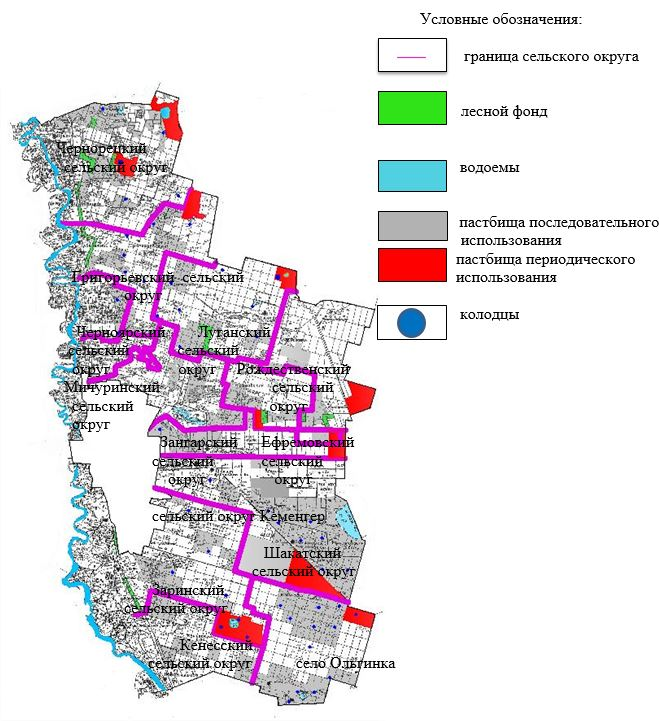 Условные обозначения:
граница сельского округа
лесной фонд
водоемы
пастбища последовательного
использования
пастбища периодического
использования
колодцы
Чернорецкий
сельский округ
Григорьевский сельский
округ
Черноярский
сельский
округ
Луганский
сельский
округ
Мичуринский
сельский
округ
Рождественский
сельский
округ
Зангарский
сельский
округ
Ефремовский
сельский
округ
сельский округ Кеменгер
Шакатский
сельский округ
Заринский
сельский округ
Кенесский
сельский округ
село Ольгинка